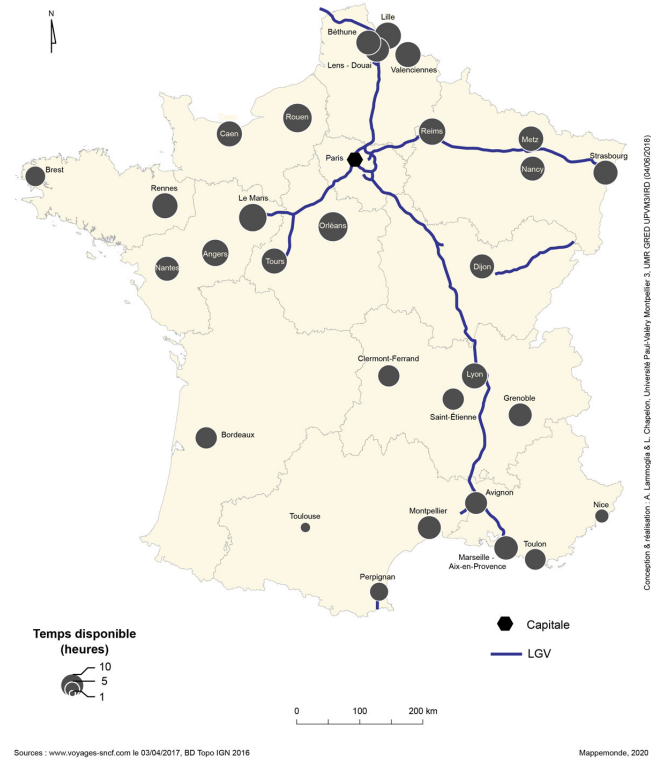 N
Lille
Béthune
Lens - Douai
Valenciennes
Rouen
Caen
Reims
Metz
Paris
Strasbourg
Nancy
Brest
Rennes
Le Mans
Orléans
Angers
Tours
Nantes
Dijon
Clermont-Ferrand
Lyon
Saint-Étienne
Grenoble
Bordeaux
Avignon
Nice
Toulouse
Montpellier
Toulon
Marseille -
Aix-en-Provence
Perpignan
Temps disponible
(heures)
10
5
1
Capitale
LGV
0 100 200 km
Conception & réalisation : A. Lammoglia & L. Chapelon, Université Paul-Valéry Montpellier 3, UMR GRED UPVM3/IRD (04/06/2018)
Sources : www.voyages-sncf.com le 03/04/2017, BD Topo IGN 2016
Mappemonde, 2020